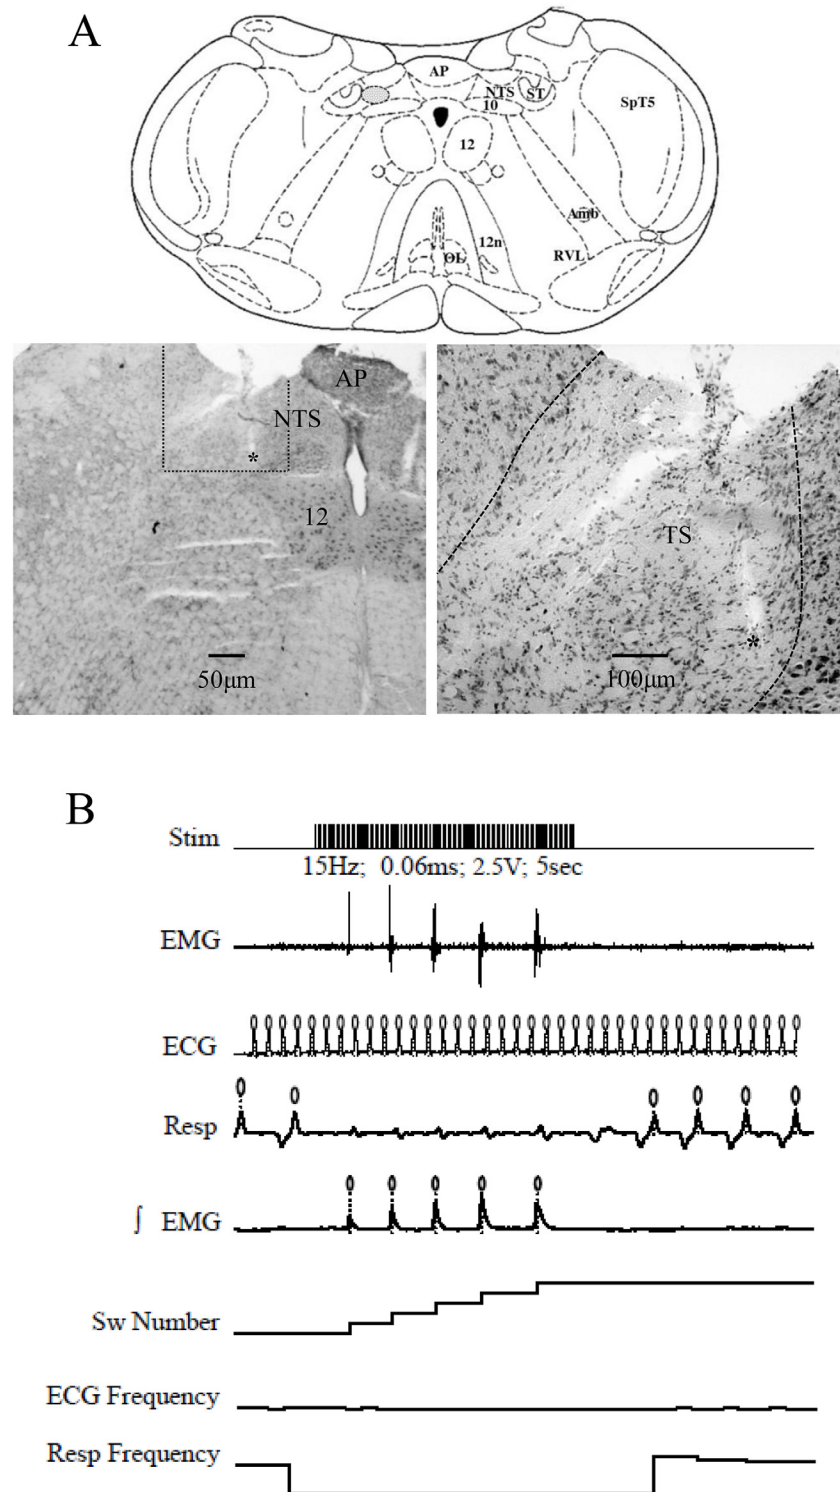 A
AP
NTS
ST
10
SpT5
12
Amb
12n
RVL
OL
AP
NTS
*
12
50μm
TS
*
100μm
B
Stim
15Hz; 0.06ms; 2.5V; 5sec
EMG
ECG
Resp
∫ EMG
Sw Number
ECG Frequency
Resp Frequency